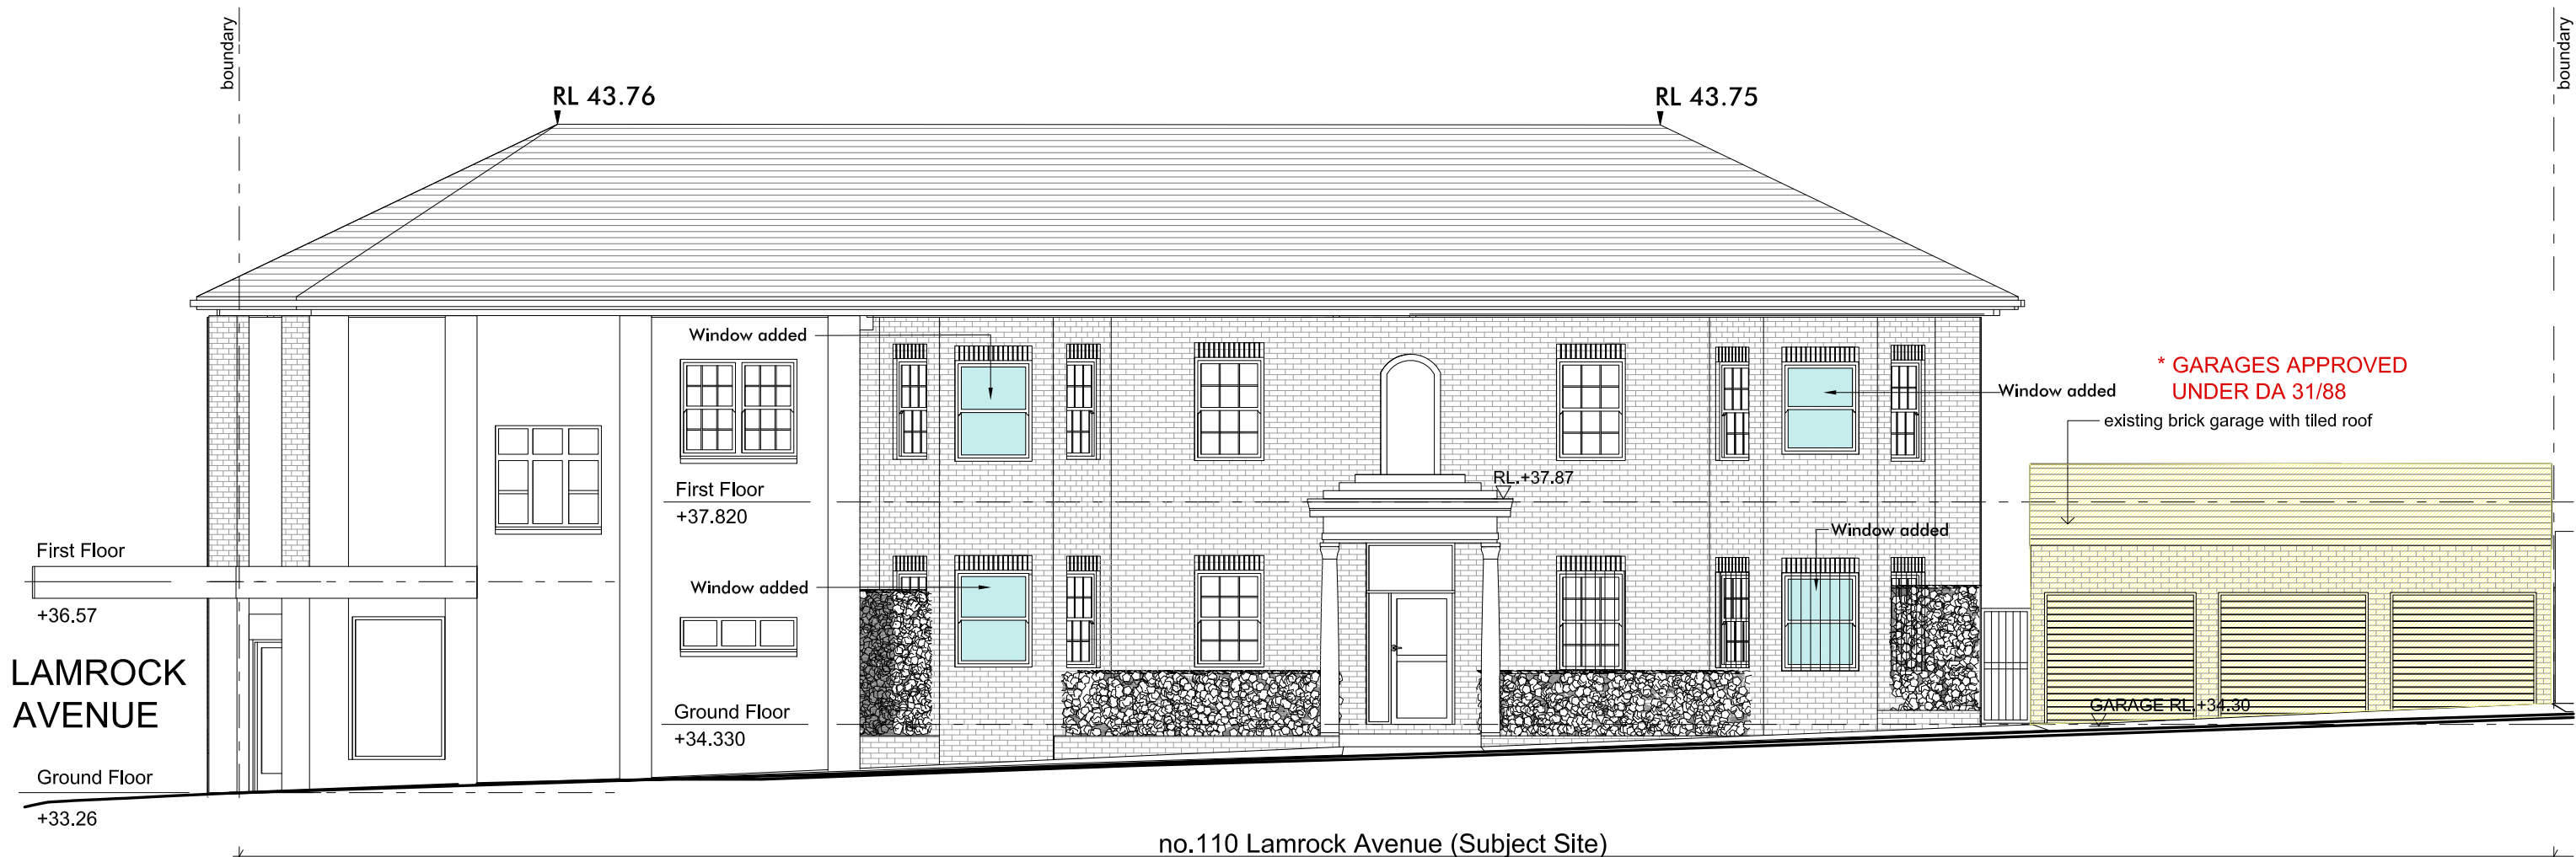 boundary
boundary
RL 43.76
RL 43.75
Window added
Window added
* GARAGES APPROVED
UNDER DA 31/88
existing brick garage with tiled roof
First Floor
+37.820
RL.+37.87
Window added
First Floor
+36.57
Window added
LAMROCK
AVENUE
Ground Floor
+34.330
GARAGE RL.+34.30
Ground Floor
+33.26
no.110 Lamrock Avenue (Subject Site)